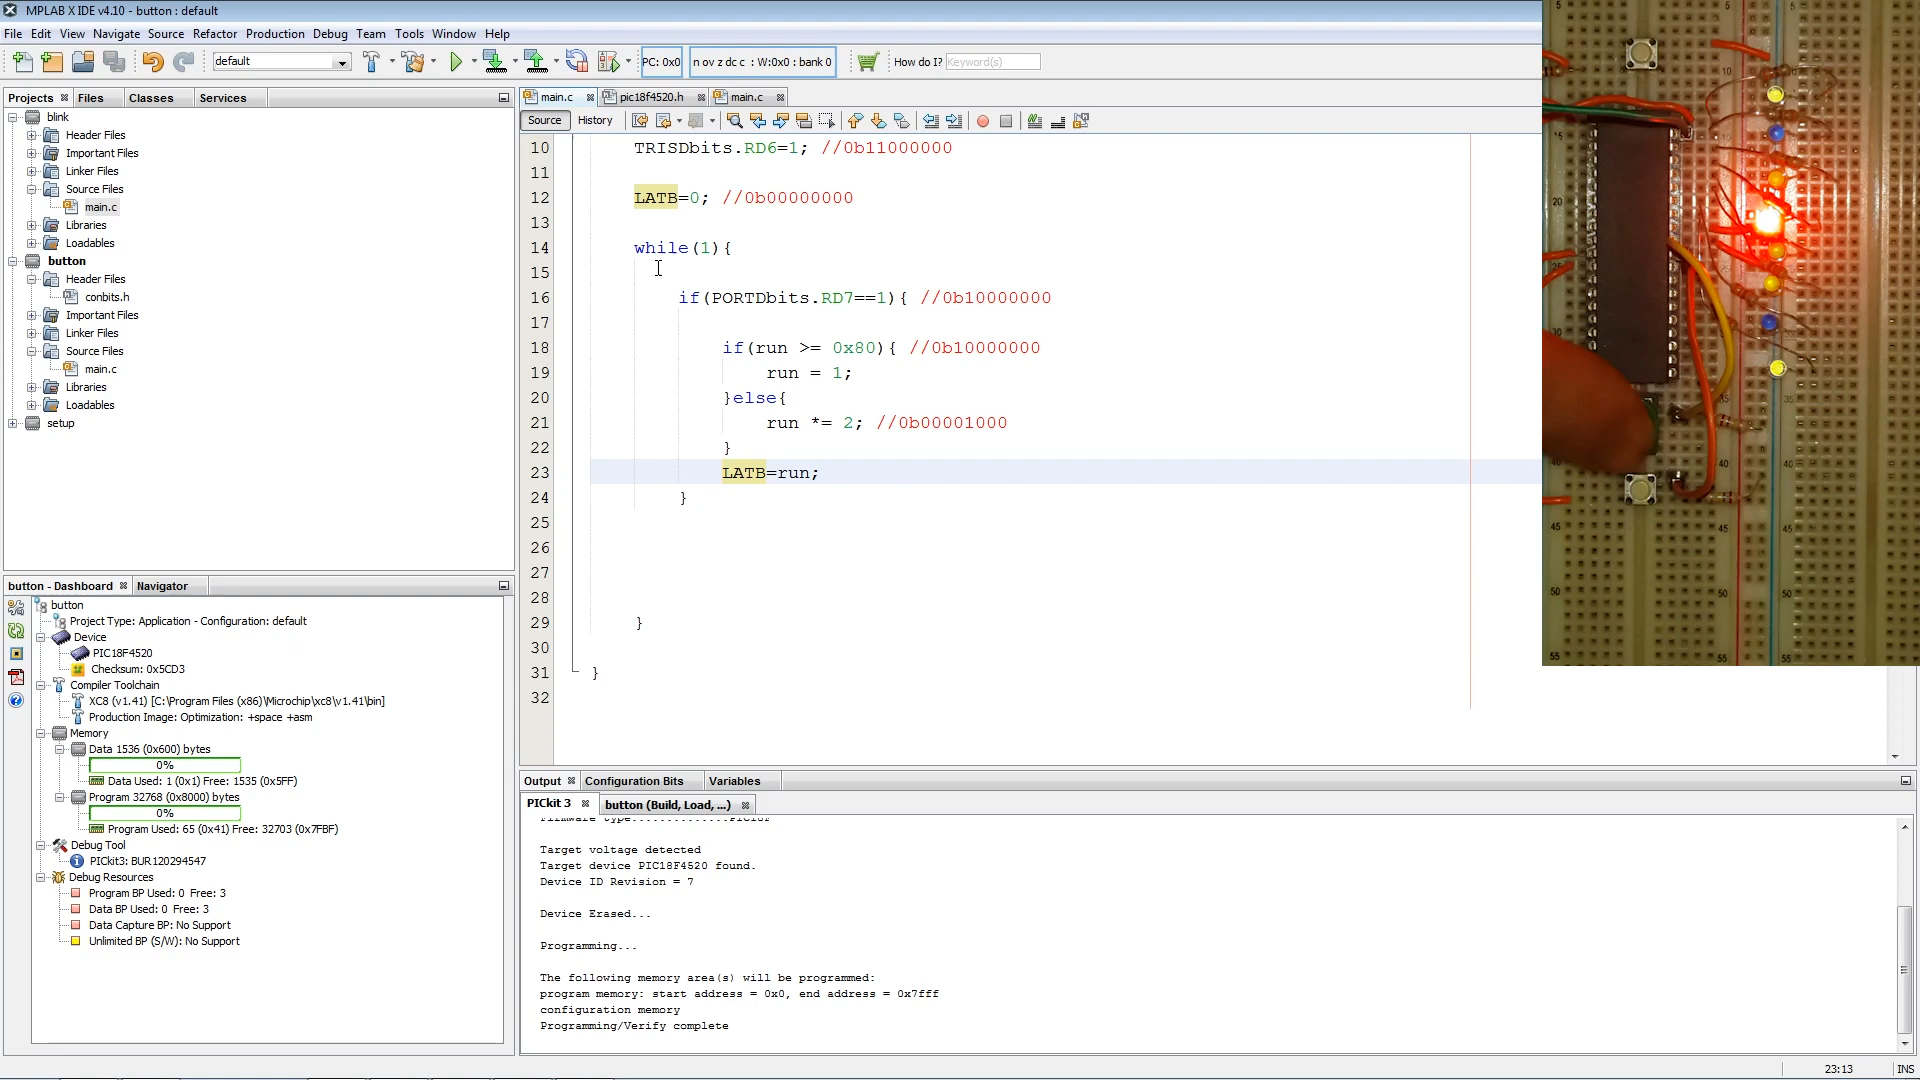 MPLAB X IDE v4.10 - button : default
File Edit View Navigate Source Refactor Production Debug Team Tools Window Help
default
PC: 0x0
n ov z dc c : W:0x0 : bank 0
How do I? Keyword(s)
Projects Files Classes Services
blink
Header Files
Important Files
Linker Files
Source Files
main.c
Libraries
Loadables
button
Header Files
conbits.h
Important Files
Linker Files
Source Files
main.c
Libraries
Loadables
setup
button - Dashboard Navigator
button
Project Type: Application - Configuration: default
Device
PIC18F4520
Checksum: 0x5CD3
Compiler Toolchain
XC8 (v1.41) [C:\Program Files (x86)\Microchip\xc8\v1.41\bin]
Production Image: Optimization: +space +asm
Memory
Data 1536 (0x600) bytes
0%
Data Used: 1 (0x1) Free: 1535 (0x5FF)
Program 32768 (0x8000) bytes
0%
Program Used: 65 (0x41) Free: 32703 (0x7FBF)
Debug Tool
PICkit3: BUR120294547
Debug Resources
Program BP Used: 0 Free: 3
Data BP Used: 0 Free: 3
Data Capture BP: No Support
Unlimited BP (S/W): No Support
main.c pic18f4520.h main.c
Source History
10 TRISDbits.RD6=1; //0b11000000
11
12 LATB=0; //0b00000000
13
14 while(1){
15
16 if(PORTDbits.RD7==1){ //0b10000000
17
18 if(run >= 0x80){ //0b10000000
19 run = 1;
20 }else{
21 run *= 2; //0b00001000
22 }
23 LATB=run;
24 }
25
26
27
28
29 }
30
31 }
32
Output Configuration Bits Variables
PICkit 3 button (Build, Load, ...)
Target voltage detected
Target device PIC18F4520 found.
Device ID Revision = 7
Device Erased...
Programming...
The following memory area(s) will be programmed:
program memory: start address = 0x0, end address = 0x7fff
configuration memory
Programming/Verify complete
23:13 INS